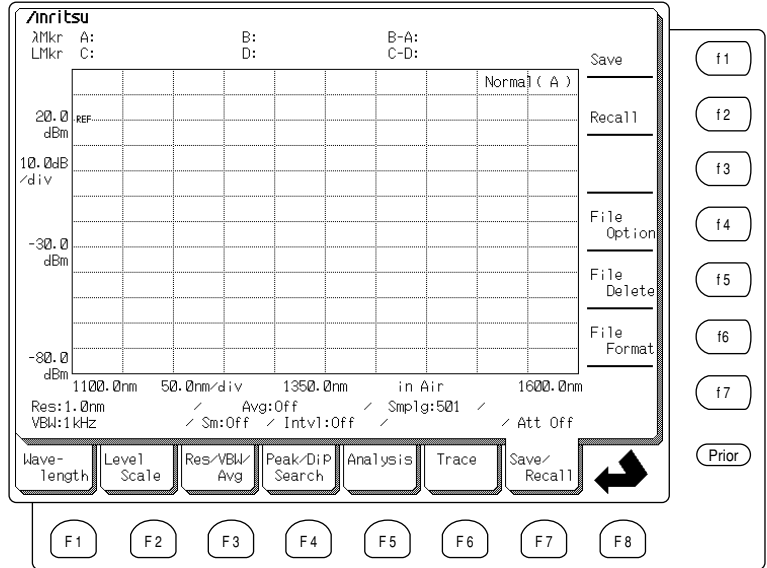 Anritsu
λMkr A: B: B-A:
LMkr C: D: C-D:
Normal( A )
20.0
dBm
REF
10.0dB
/div
-30.0
dBm
-80.0
dBm
1100.0nm 50.0nm/div 1350.0nm in Air 1600.0nm
Res:1.0nm / Avg:Off / Smplg:501 /
VBW:1kHz / Sm:Off / Intvl:Off / / Att Off
Save
Recall
File
Option
File
Delete
File
Format
Wave-
length
Level
Scale
Res/VBW/
Avg
Peak/Dip
Search
Analysis
Trace
Save/
Recall
f1
f2
f3
f4
f5
f6
f7
Prior
F1 F2 F3 F4 F5 F6 F7 F8